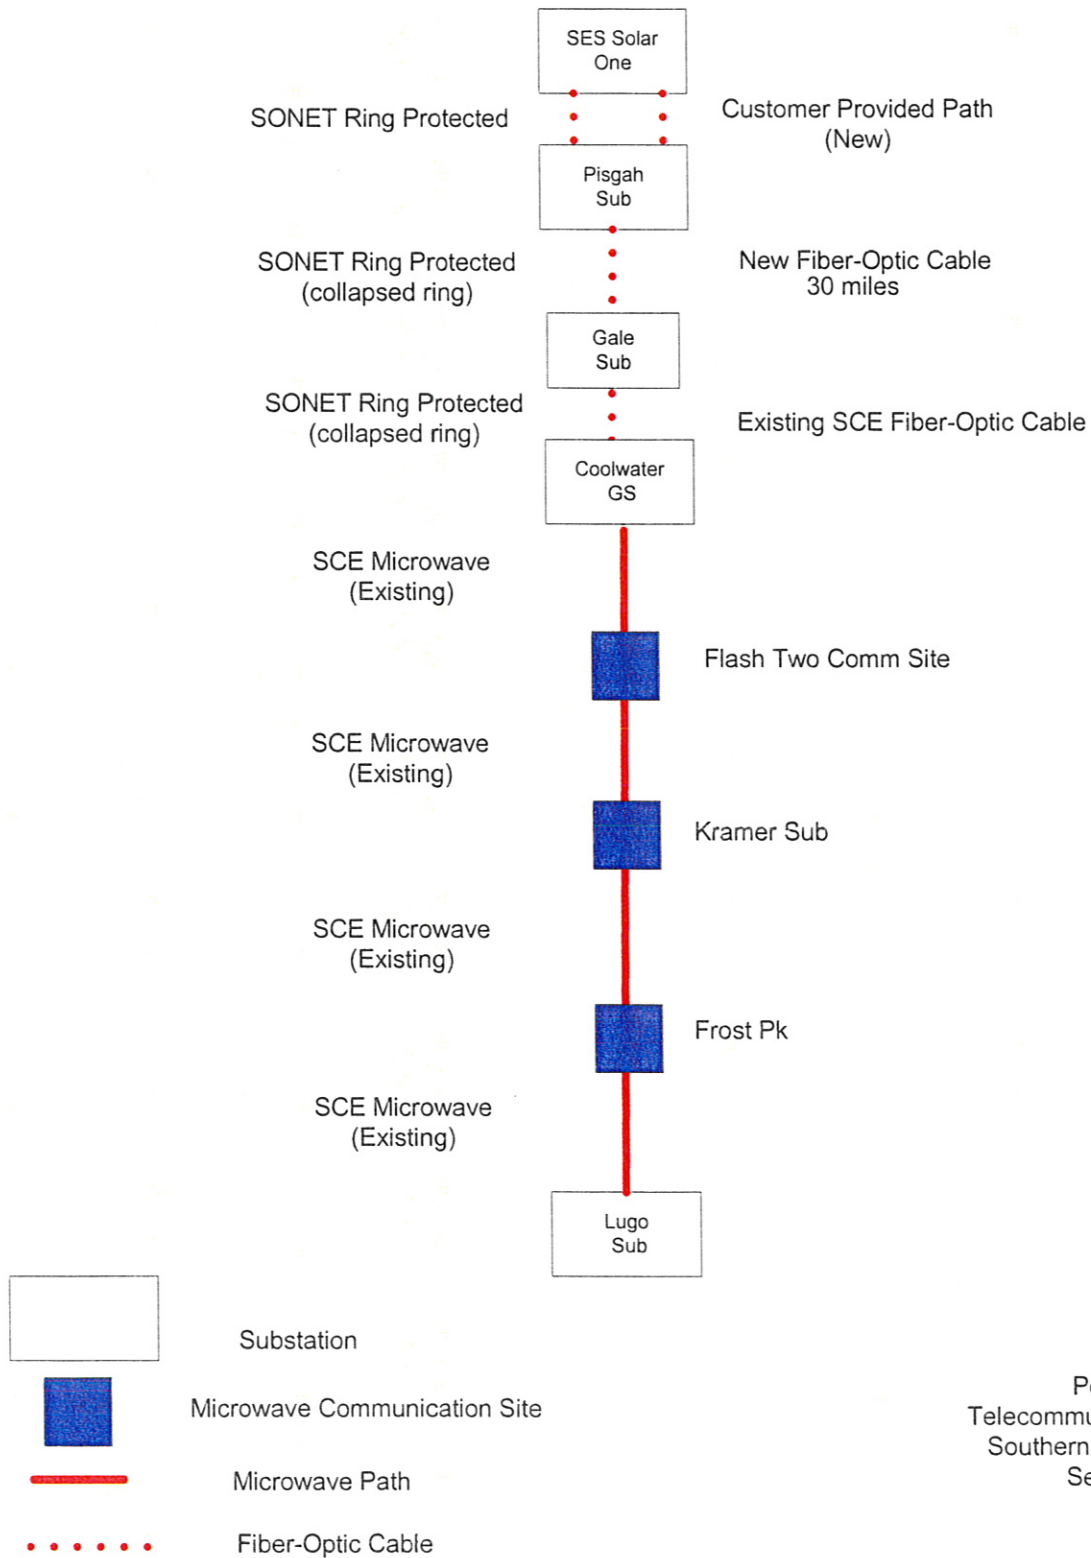 SES Solar
One
SONET Ring Protected
Customer Provided Path
(New)
Pisgah
Sub
SONET Ring Protected
(collapsed ring)
New Fiber-Optic Cable
30 miles
Gale
Sub
SONET Ring Protected
(collapsed ring)
Existing SCE Fiber-Optic Cable
Coolwater
GS
SCE Microwave
(Existing)
Flash Two Comm Site
SCE Microwave
(Existing)
Kramer Sub
SCE Microwave
(Existing)
Frost Pk
SCE Microwave
(Existing)
Lugo
Sub
Substation
Microwave Communication Site
Microwave Path
Fiber-Optic Cable
Southern